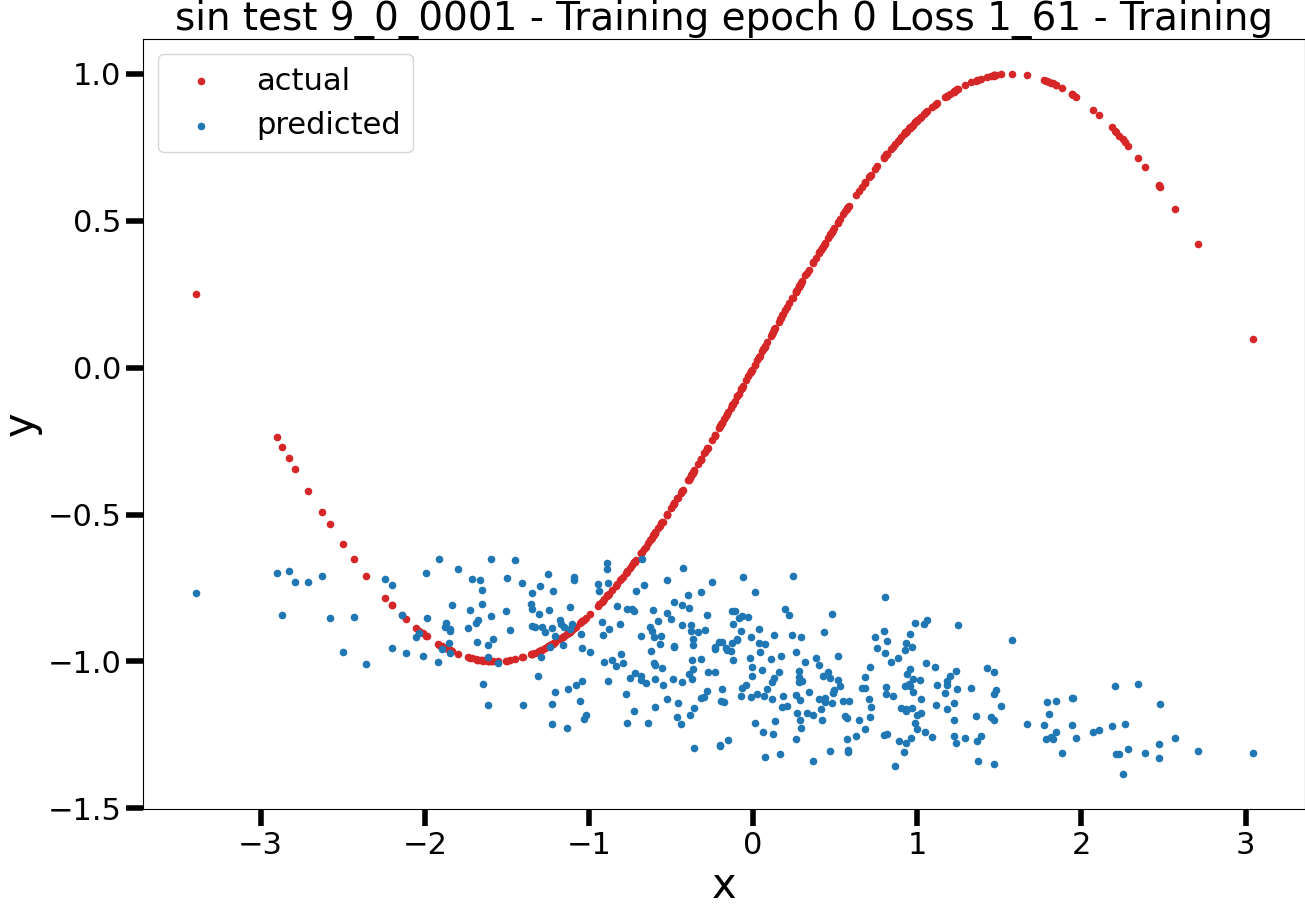 sin test 9_0_0001 - Training epoch 0 Loss 1_61 - Training
actual
predicted
1.0
0.5
0.0
−0.5
−1.0
−1.5
y
−3
−2
−1
0
1
2
3
x